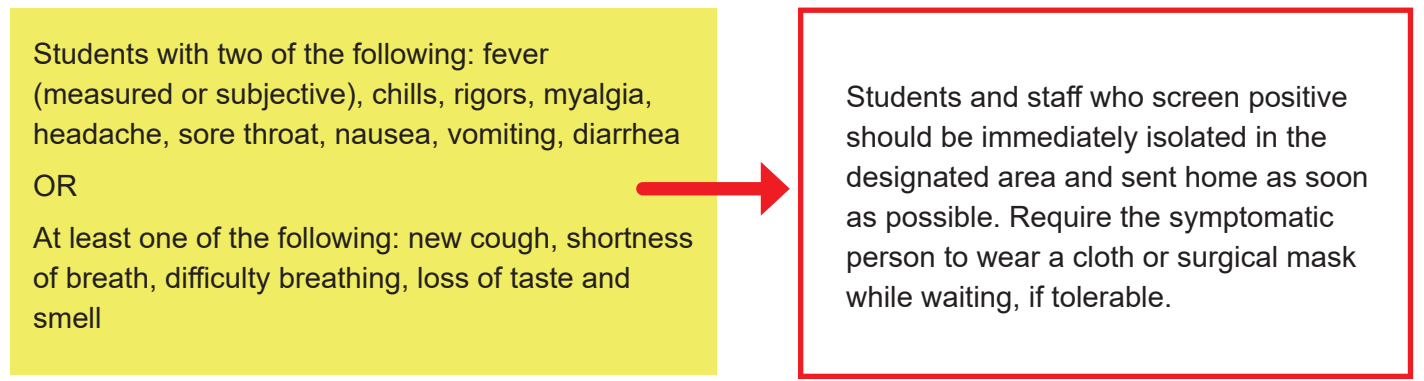 Students with two of the following: fever
(measured or subjective), chills, rigors, myalgia,
headache, sore throat, nausea, vomiting, diarrhea
OR
At least one of the following: new cough, shortness
of breath, difficulty breathing, loss of taste and
smell
Students and staff who screen positive
should be immediately isolated in the
designated area and sent home as soon
as possible. Require the symptomatic
person to wear a cloth or surgical mask
while waiting, if tolerable.